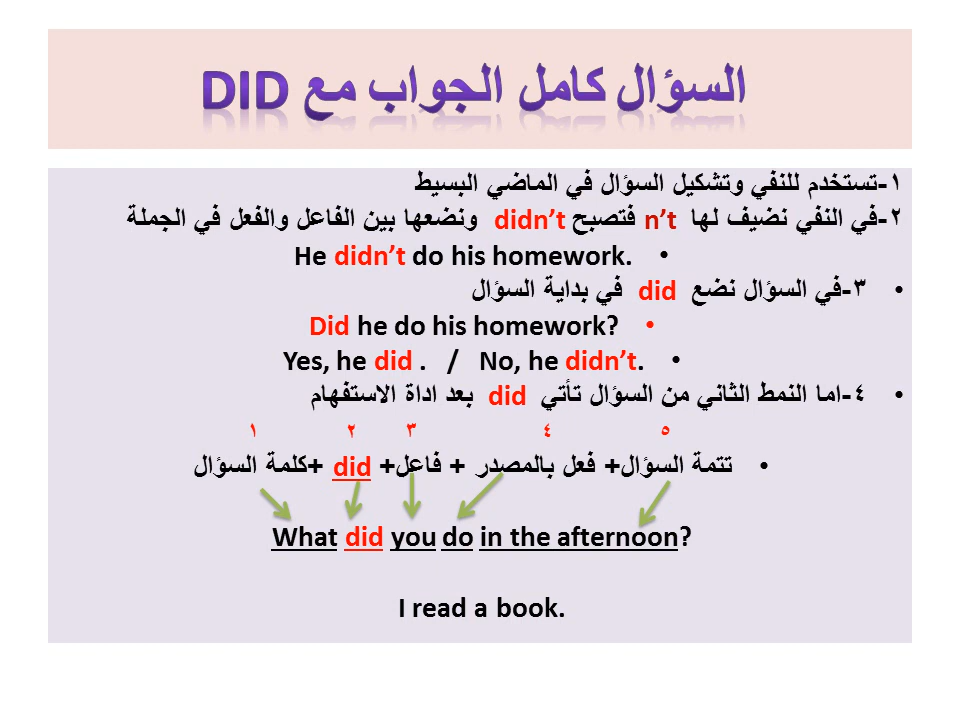 السؤال كامل الجواب مع DID
١-تستخدم للنفي وتشكيل السؤال في الماضي البسيط
٢-في النفي نضيف لها n’t فتصبح didn’t ونضعها بين الفاعل والفعل في الجملة
• He didn’t do his homework.
• ٣-في السؤال نضع did في بداية السؤال
• Did he do his homework?
• Yes, he did . / No, he didn’t.
• ٤-اما النمط الثاني من السؤال تأتي did بعد اداة الاستفهام
١ ٢ ٣ ٤ ٥
• تتمة السؤال+ فعل بالمصدر + فاعل+ did +كلمة السؤال
What did you do in the afternoon?
I read a book.